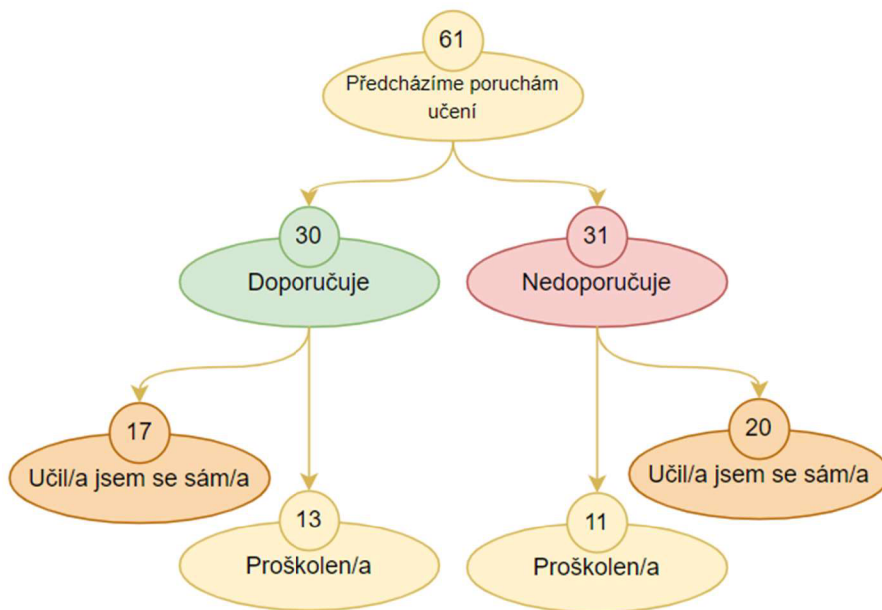 61
Předcházíme poruchám
učení
30
Doporučuje
31
Nedoporučuje
17
Učil/a jsem se sám/a
20
Učil/a jsem se sám/a
13
Proškolen/a
11
Proškolen/a